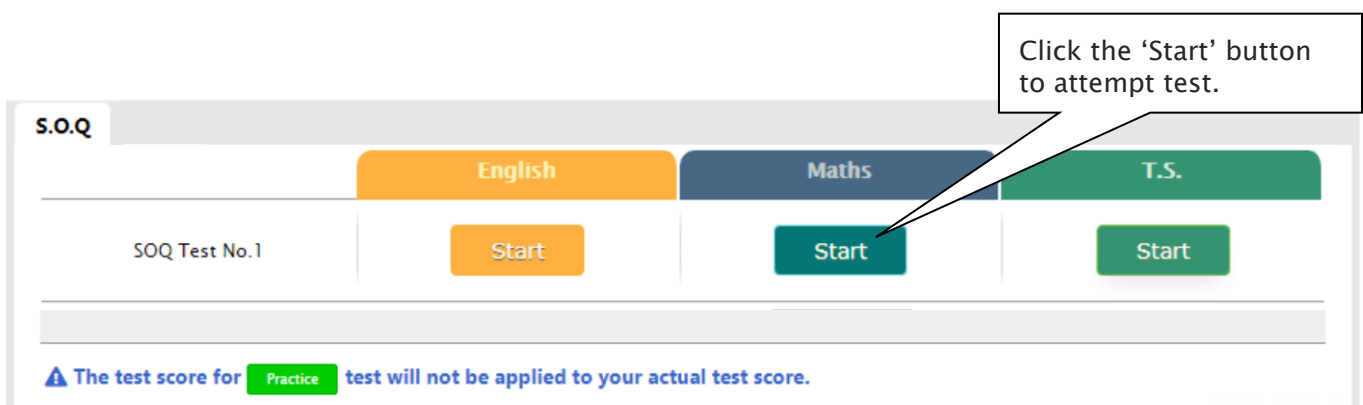 Click the ‘Start’ button
to attempt test.
S.O.Q
English Maths T.S.
SOQ Test No.1 Start Start Start
The test score for Practice test will not be applied to your actual test score.